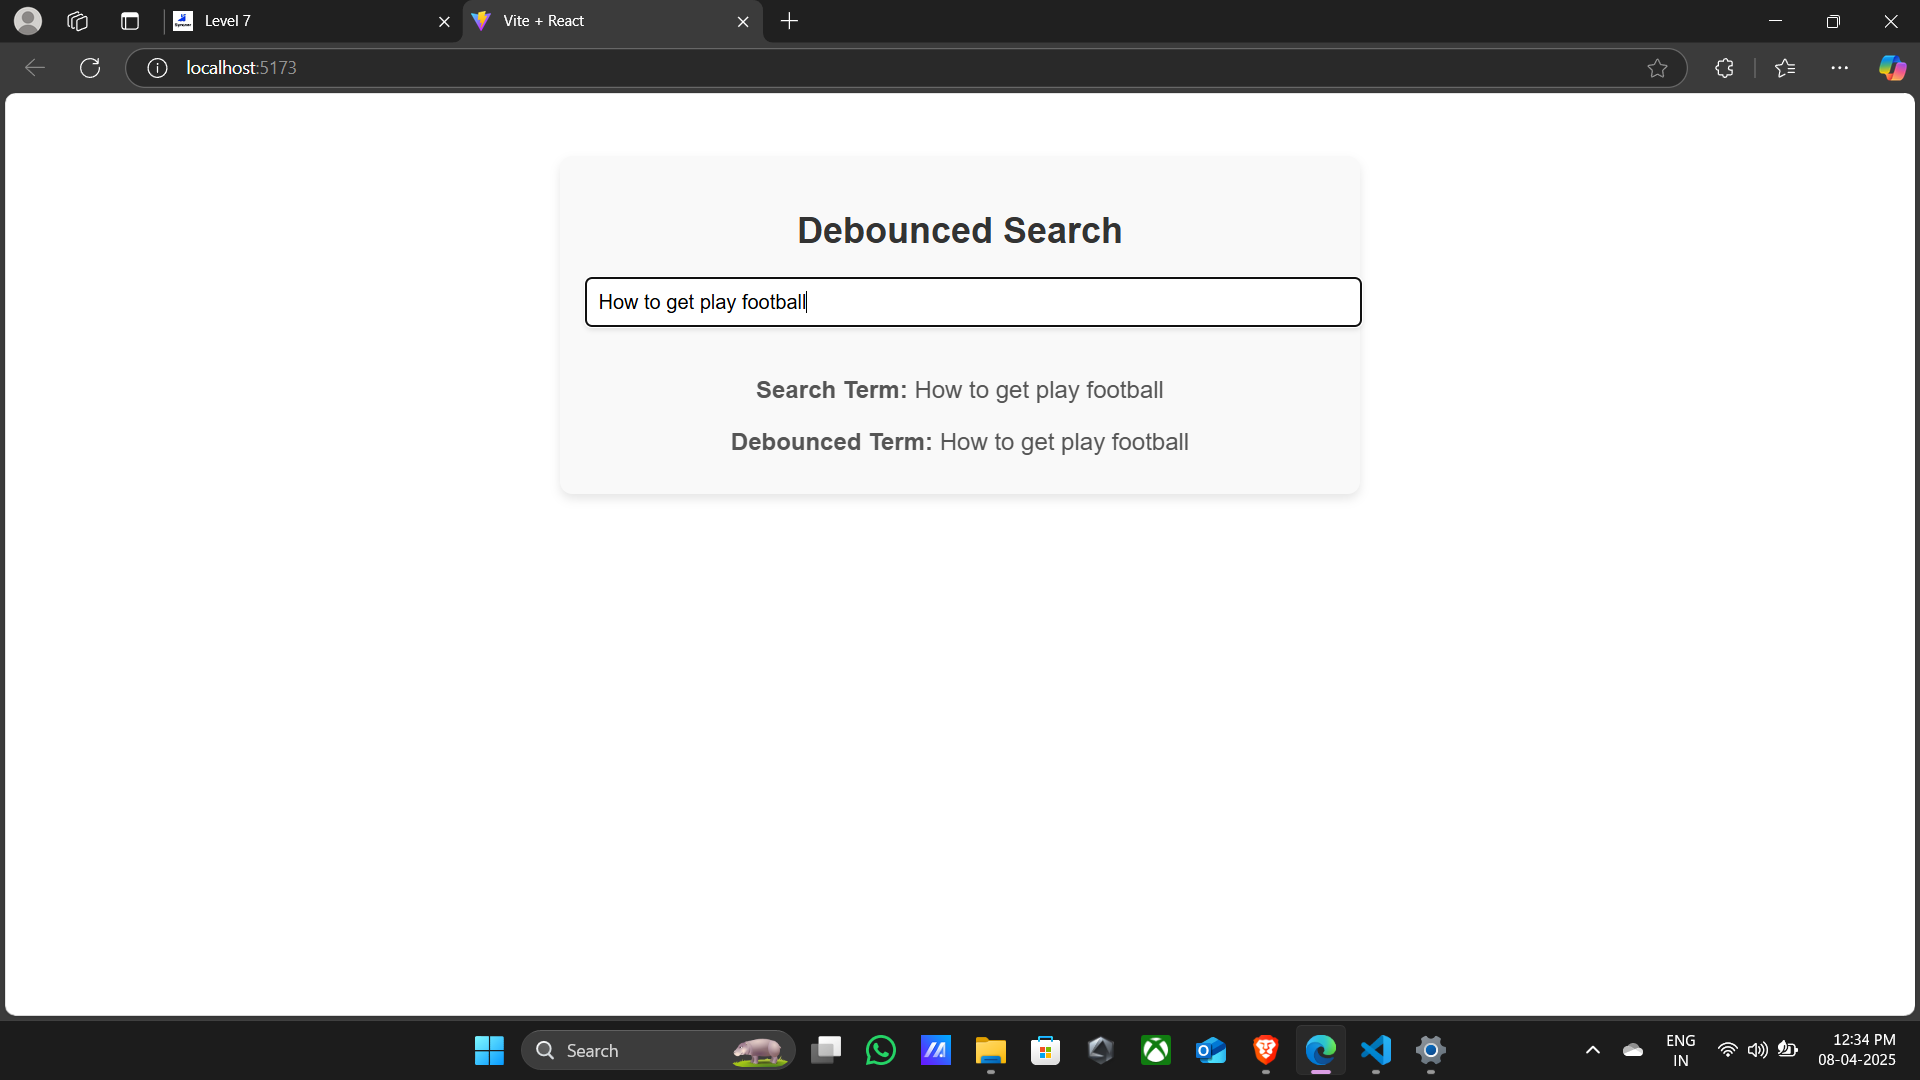 Level 7
Vite + React
localhost:5173
Debounced Search
How to get play football
Search Term: How to get play football
Debounced Term: How to get play football
Search
ENG
IN
12:34 PM
08-04-2025